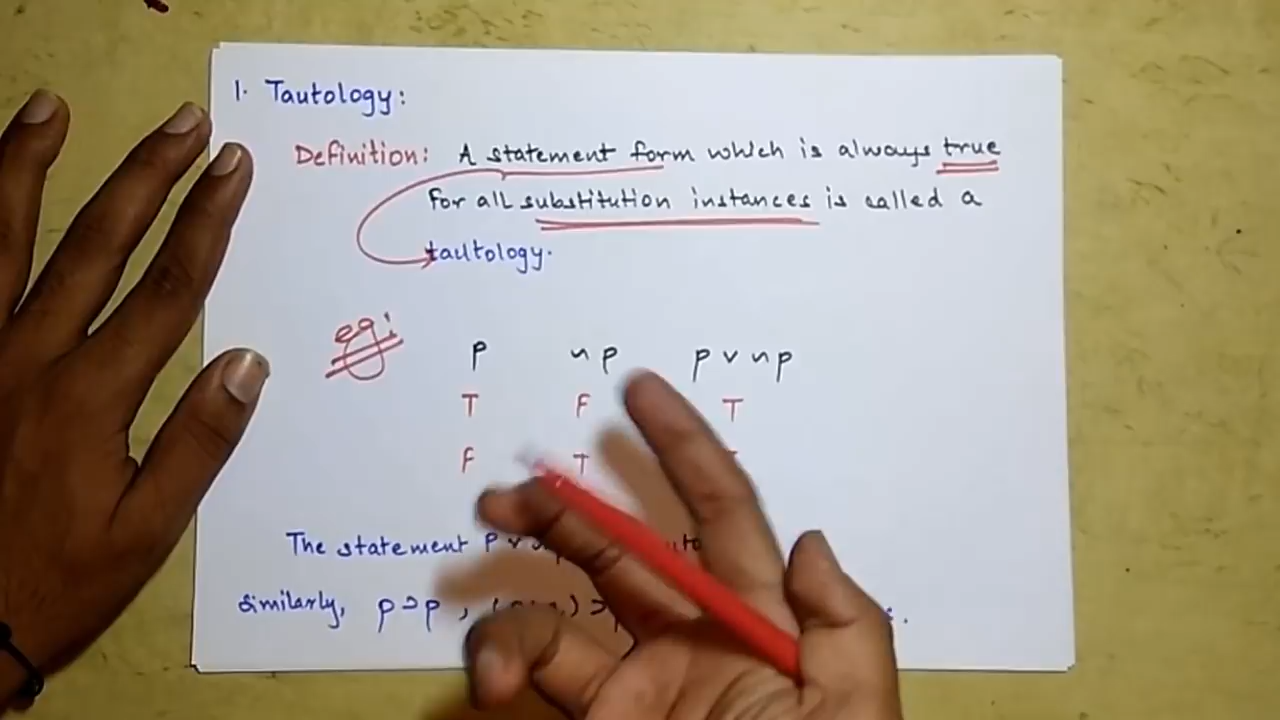 1. Tautology:
Definition: A statement form which is always true
for all substitution instances is called a
tautology.
eg:
p ~p p v ~p
T F T
F T
The statement p v
similarly, p ⊃ p , ( ) ⊃ p